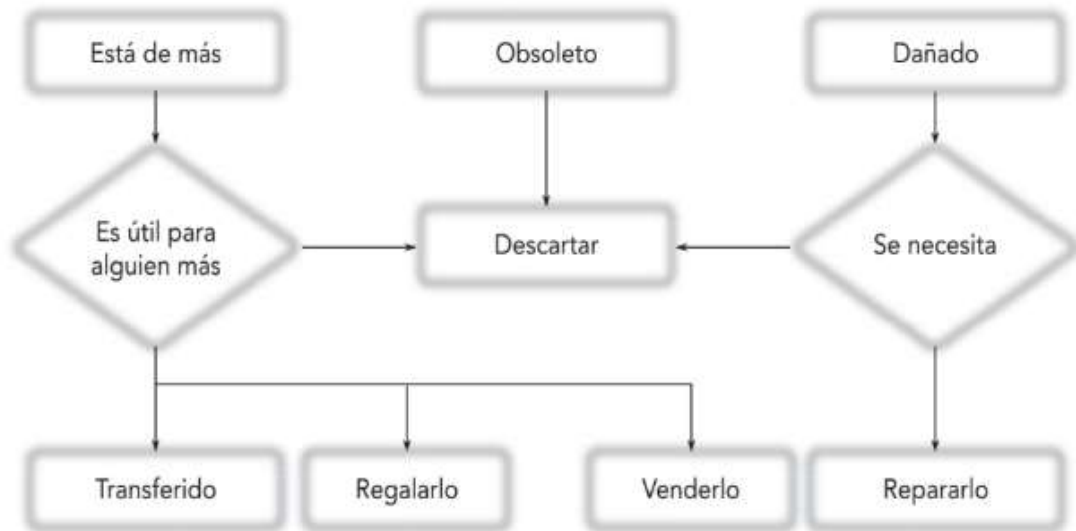 Está de más
Obsoleto
Dañado
Es útil para
alguien más
Descartar
Se necesita
Transferido
Regalarlo
Venderlo
Repararlo